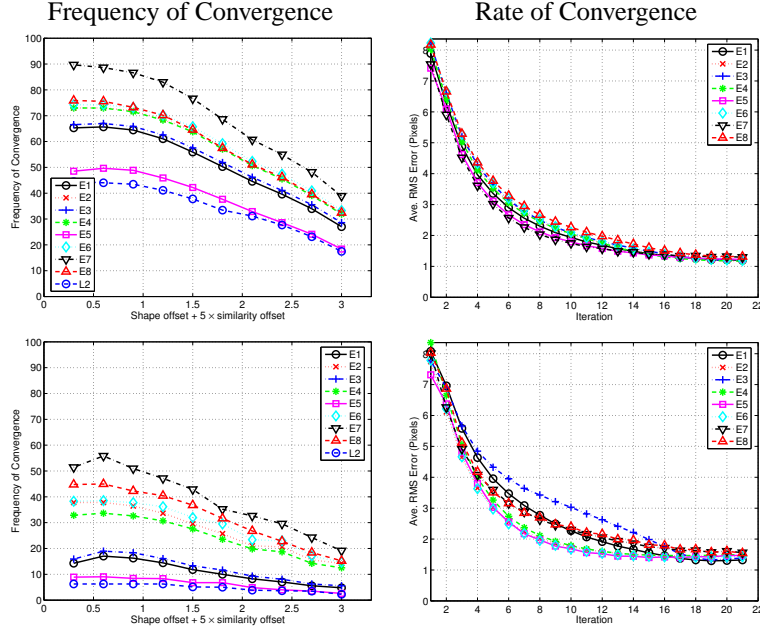 Frequency of Convergence
Rate of Convergence
100
90
80
70
60
50
40
30
20
10
0
Frequency of Convergence
E1
E2
E3
E4
E5
E6
E7
E8
L2
0 0.5 1 1.5 2 2.5 3
Shape offset + 5 × similarity offset
8
7
6
5
4
3
2
1
0
Ave. RMS Error (Pixels)
E1
E2
E3
E4
E5
E6
E7
E8
2 4 6 8 10 12 14 16 18 20 22
Iteration
100
90
80
70
60
50
40
30
20
10
0
Frequency of Convergence
E1
E2
E3
E4
E5
E6
E7
E8
L2
0 0.5 1 1.5 2 2.5 3
Shape offset + 5 × similarity offset
8
7
6
5
4
3
2
1
0
Ave. RMS Error (Pixels)
E1
E2
E3
E4
E5
E6
E7
E8
2 4 6 8 10 12 14 16 18 20 22
Iteration